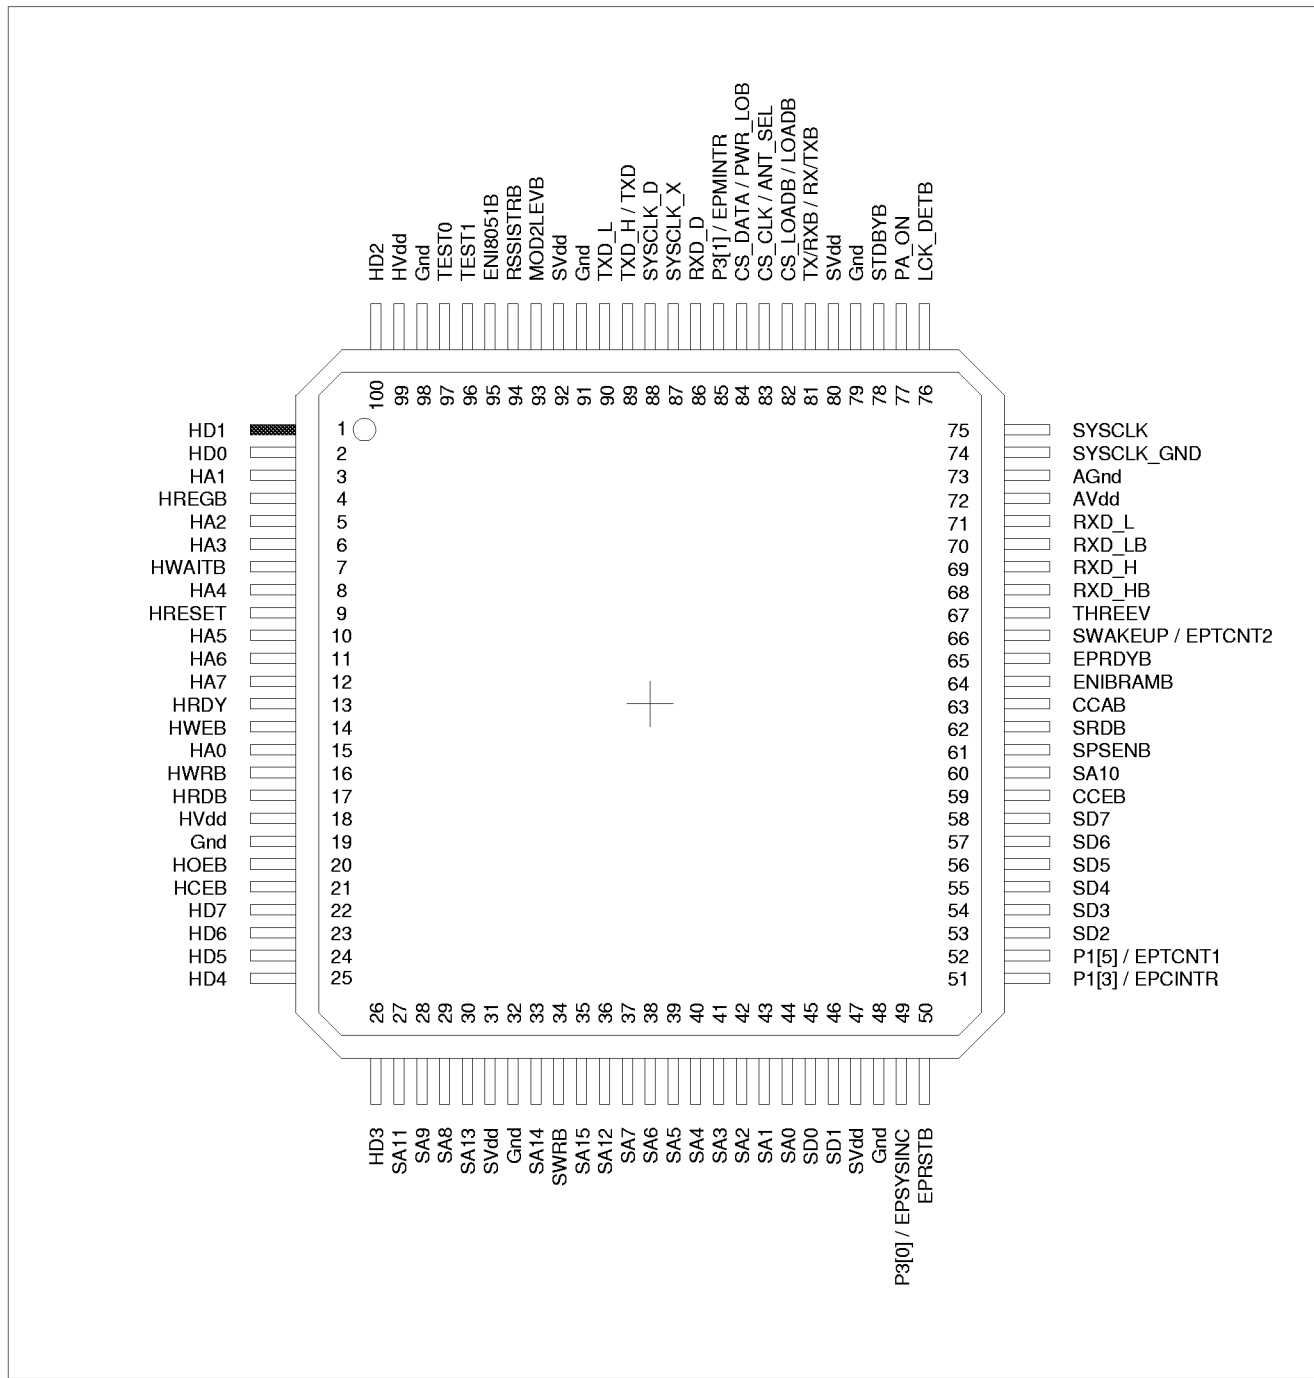 HD2
HVdd
Gnd
TEST0
TEST1
ENI8051B
RSSISTRB
MOD2LEVB
SVdd
Gnd
TXD_L
TXD_H / TXD
SYSCLK_D
SYSCLK_X
RXD_D
P3[1] / EPMINTR
CS_DATA / PWR_LOB
CS_CLK / ANT_SEL
CS_LOADB / LOADB
TX/RXB / RX/TXB
SVdd
Gnd
STDBYB
PA_ON
LCK_DETB
100 99 98 97 96 95 94 93 92 91 90 89 88 87 86 85 84 83 82 81 80 79 78 77 76
HD1 1
HD0 2
HA1 3
HREGB 4
HA2 5
HA3 6
HWAITB 7
HA4 8
HRESET 9
HA5 10
HA6 11
HA7 12
HRDY 13
HWEB 14
HA0 15
HWRB 16
HRDB 17
HVdd 18
Gnd 19
HOEB 20
HCEB 21
HD7 22
HD6 23
HD5 24
HD4 25
75 SYSCLK
74 SYSCLK_GND
73 AGnd
72 AVdd
71 RXD_L
70 RXD_LB
69 RXD_H
68 RXD_HB
67 THREEV
66 SWAKEUP / EPTCNT2
65 EPRDYB
64 ENIBRAMB
63 CCAB
62 SRDB
61 SPSENB
60 SA10
59 CCEB
58 SD7
57 SD6
56 SD5
55 SD4
54 SD3
53 SD2
52 P1[5] / EPTCNT1
51 P1[3] / EPCINTR
26 27 28 29 30 31 32 33 34 35 36 37 38 39 40 41 42 43 44 45 46 47 48 49 50
HD3
SA11
SA9
SA8
SA13
SVdd
Gnd
SA14
SWRB
SA15
SA12
SA7
SA6
SA5
SA4
SA3
SA2
SA1
SA0
SD0
SD1
SVdd
Gnd
P3[0] / EPSYSINC
EPRSTB